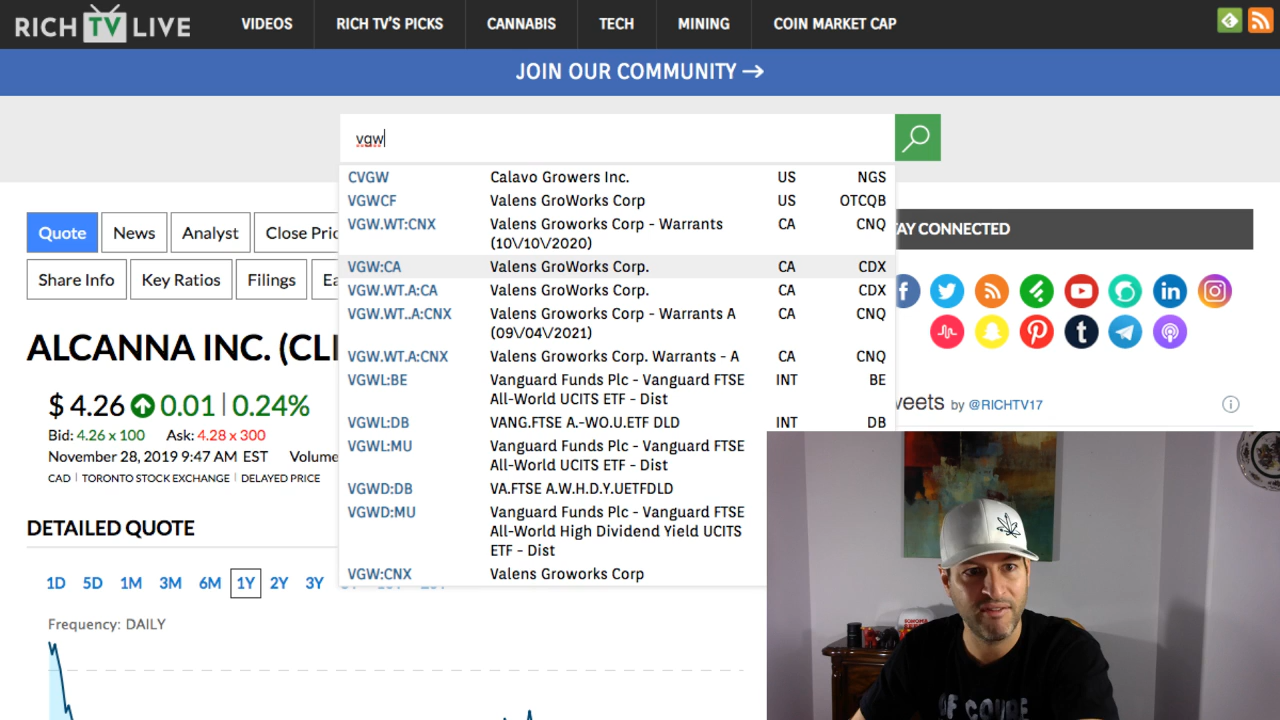 RICH TV LIVE
VIDEOS
RICH TV'S PICKS
CANNABIS
TECH
MINING
COIN MARKET CAP
JOIN OUR COMMUNITY →
vgw
CVGW Calavo Growers Inc. US NGS
VGWCF Valens GroWorks Corp US OTCQB
VGW.WT:CNX Valens Groworks Corp - Warrants CA CNQ
(10\/10\/2020)
VGW:CA Valens GroWorks Corp. CA CDX
VGW.WT.A:CA Valens GroWorks Corp. CA CDX
VGW.WT..A:CNX Valens Groworks Corp - Warrants A CA CNQ
(09\/04\/2021)
VGW.WT.A:CNX Valens Groworks Corp. Warrants - A CA CNQ
VGWL:BE Vanguard Funds Plc - Vanguard FTSE INT BE
All-World UCITS ETF - Dist
VGWL:DB VANG.FTSE A.-WO.U.ETF DLD INT DB
VGWL:MU Vanguard Funds Plc - Vanguard FTSE
All-World UCITS ETF - Dist
VGWD:DB VA.FTSE A.W.H.D.Y.UETFDLD
VGWD:MU Vanguard Funds Plc - Vanguard FTSE
All-World High Dividend Yield UCITS
ETF - Dist
VGW:CNX Valens Groworks Corp
Quote
News
Analyst
Close Pric
Share Info
Key Ratios
Filings
Ea
ALCANNA INC. (CLI
$ 4.26 0.01 | 0.24%
Bid: 4.26 x 100 Ask: 4.28 x 300
November 28, 2019 9:47 AM EST Volume
CAD | TORONTO STOCK EXCHANGE | DELAYED PRICE
DETAILED QUOTE
1D 5D 1M 3M 6M 1Y 2Y 3Y
Frequency: DAILY
TAY CONNECTED
weets by @RICHTV17
OF COURSE